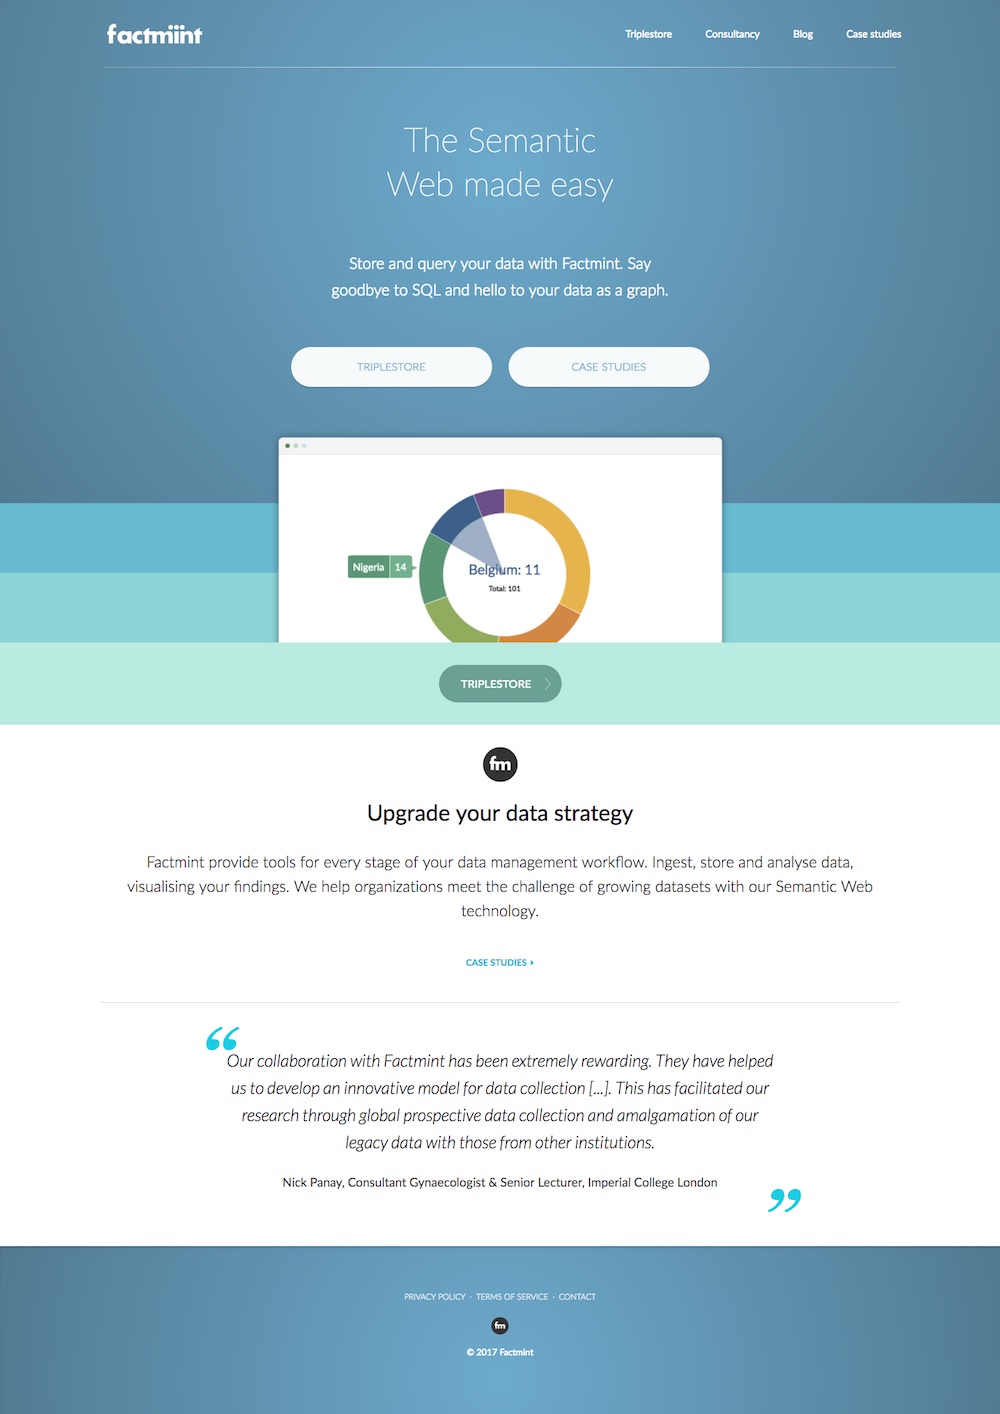 factmint
Triplestore
Consultancy
Blog
Case studies
The Semantic
Web made easy
Store and query your data with Factmint. Say
goodbye to SQL and hello to your data as a graph.
TRIPLESTORE
CASE STUDIES
Nigeria 14
Belgium: 11
Total: 101
TRIPLESTORE
fm
Upgrade your data strategy
Factmint provide tools for every stage of your data management workflow. Ingest, store and analyse data,
visualising your findings. We help organizations meet the challenge of growing datasets with our Semantic Web
technology.
CASE STUDIES
“
Our collaboration with Factmint has been extremely rewarding. They have helped
us to develop an innovative model for data collection [...]. This has facilitated our
research through global prospective data collection and amalgamation of our
legacy data with those from other institutions.
Nick Panay, Consultant Gynaecologist & Senior Lecturer, Imperial College London
”
PRIVACY POLICY - TERMS OF SERVICE - CONTACT
fm
© 2017 Factmint